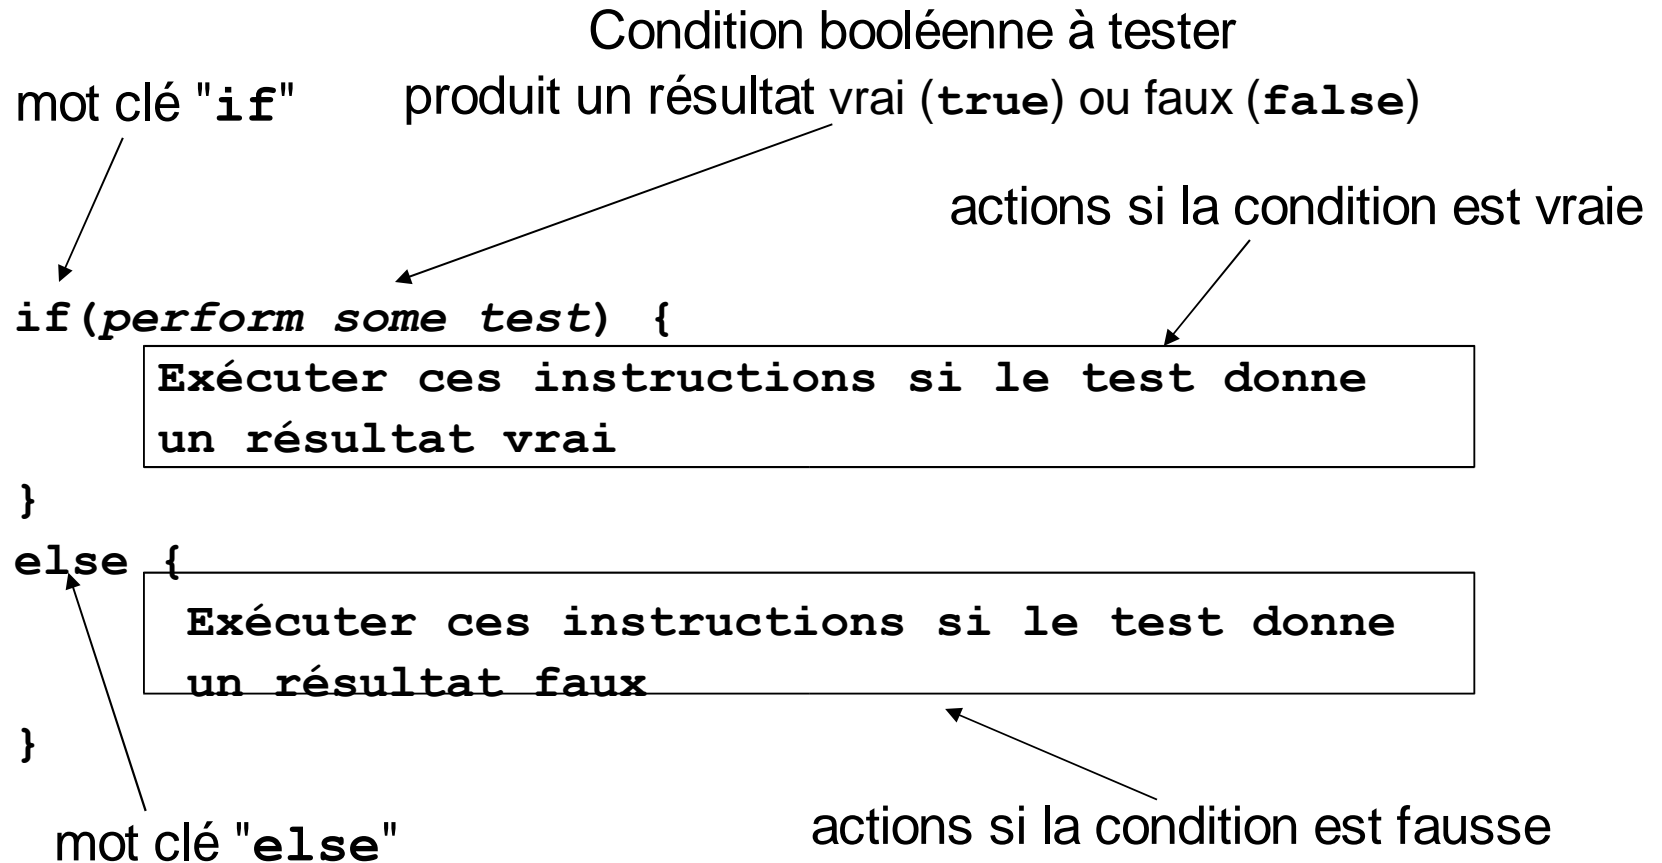 Condition booléenne à tester
mot clé "if"
produit un résultat vrai (true) ou faux (false)
actions si la condition est vraie
if(perform some test) {
Exécuter ces instructions si le test donne
un résultat vrai
}
else {
Exécuter ces instructions si le test donne
un résultat faux
}
actions si la condition est fausse
mot clé "else"